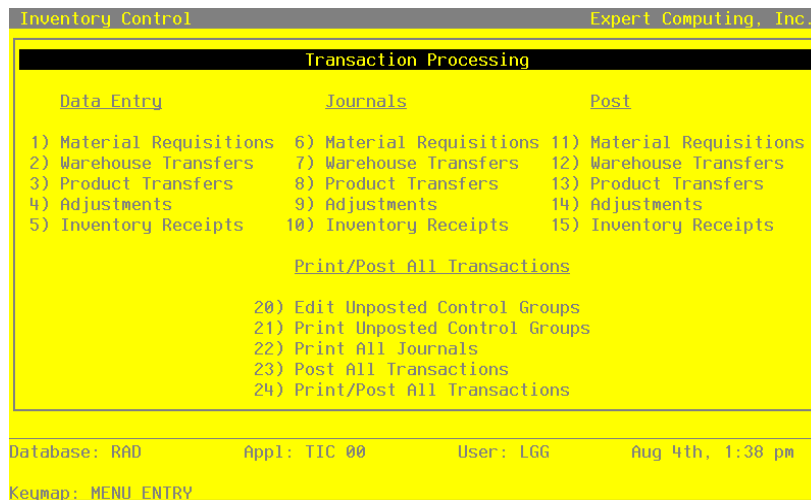 Inventory Control Expert Computing, Inc.
Transaction Processing
Data Entry Journals Post
1) Material Requisitions 6) Material Requisitions 11) Material Requisitions
2) Warehouse Transfers 7) Warehouse Transfers 12) Warehouse Transfers
3) Product Transfers 8) Product Transfers 13) Product Transfers
4) Adjustments 9) Adjustments 14) Adjustments
5) Inventory Receipts 10) Inventory Receipts 15) Inventory Receipts
Print/Post All Transactions
20) Edit Unposted Control Groups
21) Print Unposted Control Groups
22) Print All Journals
23) Post All Transactions
24) Print/Post All Transactions
Database: RAD Appl: TIC 00 User: LGG Aug 4th, 1:38 pm
Keymap: MENU ENTRY